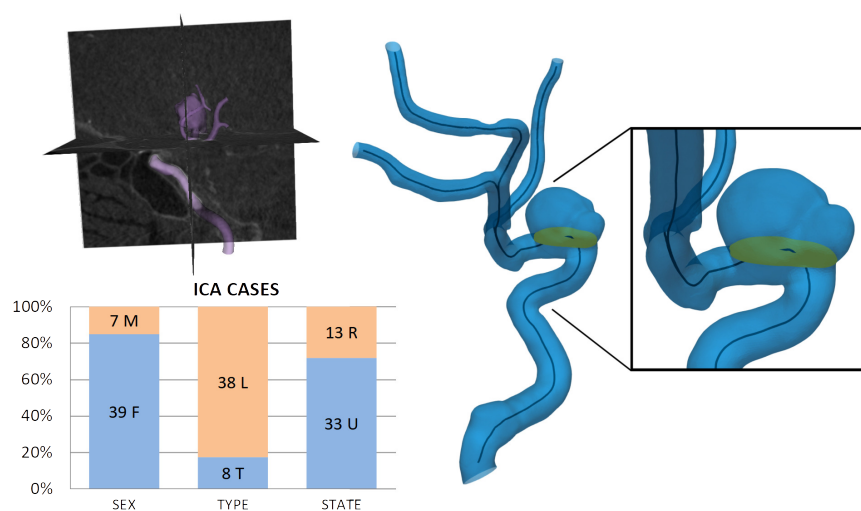 ICA CASES
100%
80%
60%
40%
20%
0%
7 M
39 F
38 L
8 T
13 R
33 U
SEX
TYPE
STATE